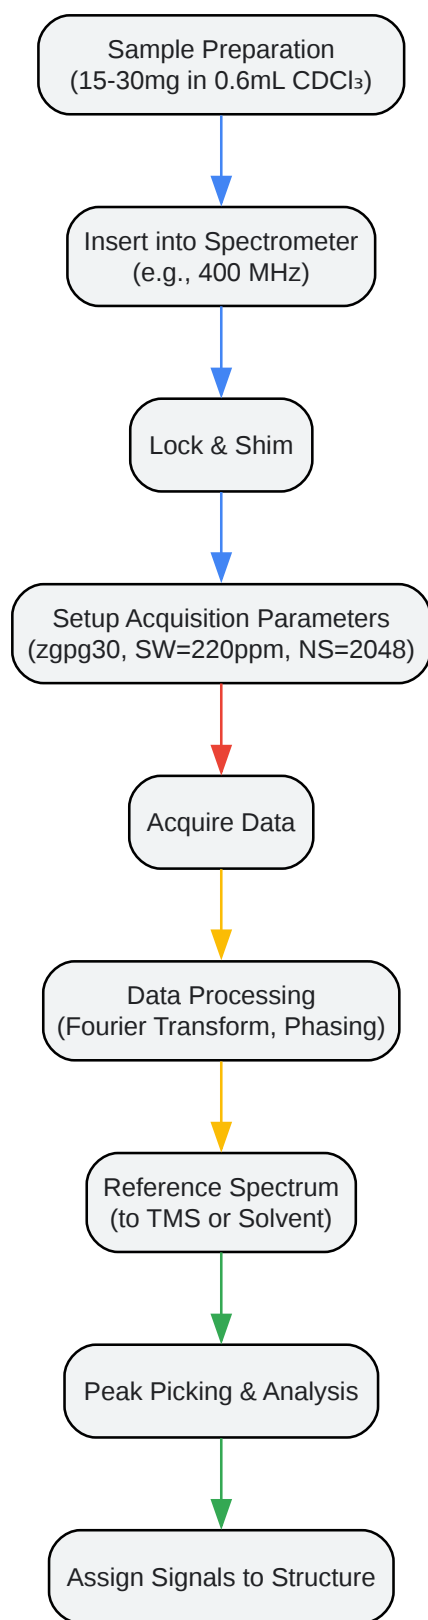 Sample Preparation
(15-30mg in 0.6mL CDCl₃)
Insert into Spectrometer
(e.g., 400 MHz)
Lock & Shim
Setup Acquisition Parameters
(zgpg30, SW=220ppm, NS=2048)
Acquire Data
Data Processing
(Fourier Transform, Phasing)
Reference Spectrum
(to TMS or Solvent)
Peak Picking & Analysis
Assign Signals to Structure